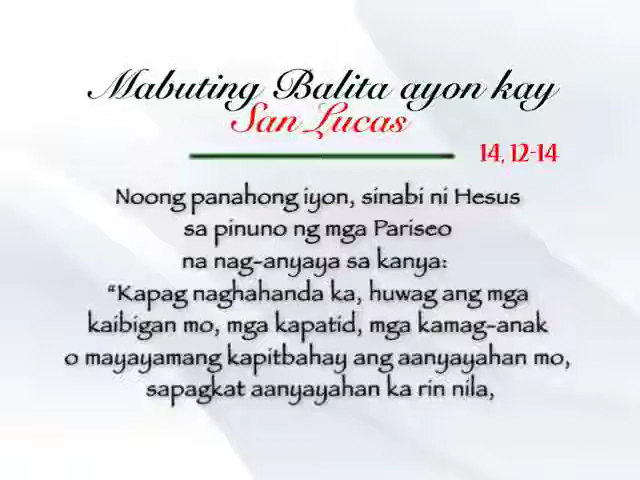 Mabuting Balita ayon kay
San Lucas
14, 12-14
Noong panahong iyon, sinabi ni Hesus
sa pinuno ng mga Pariseo
na nag-anyaya sa kanya:
“Kapag naghahanda ka, huwag ang mga
kaibigan mo, mga kapatid, mga kamag-anak
o mayayamang kapitbahay ang aanyayahan mo,
sapagkat aanyayahan ka rin nila,